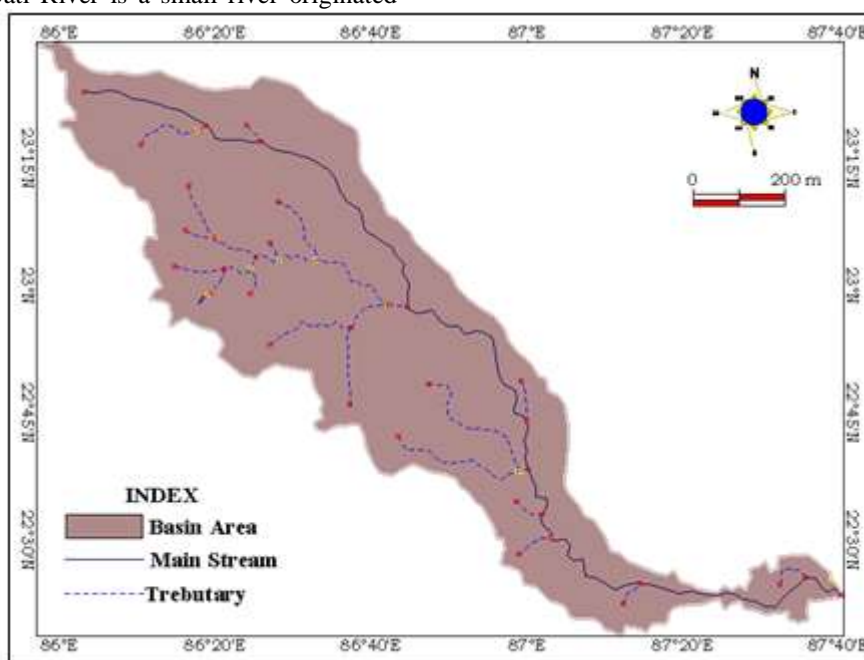 River is a small river originated
86°E 86°20'E 86°40'E 87°E 87°20'E 87°40'E
N
0 200 m
23°15'N
23°15'N
23°N
23°N
22°45'N
22°45'N
22°30'N
22°30'N
INDEX
Basin Area
Main Stream
Trebutary
86°E 86°20'E 86°40'E 87°E 87°20'E 87°40'E